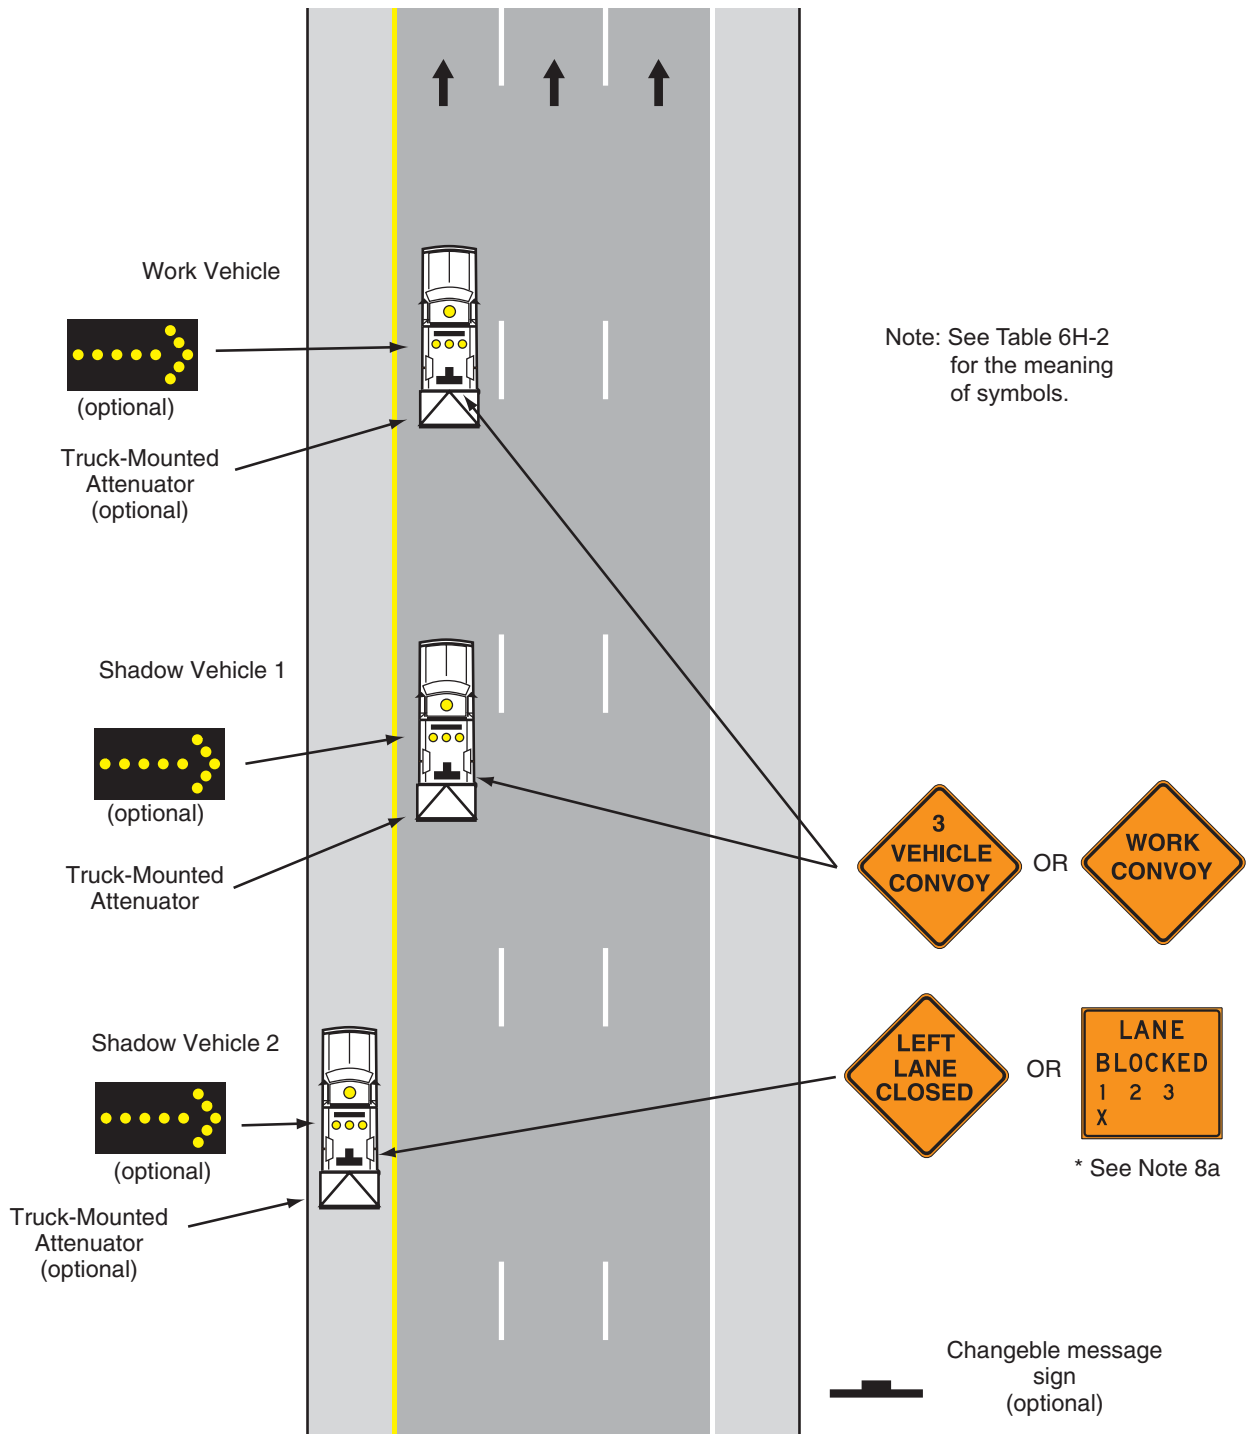 Work Vehicle
(optional)
Truck-Mounted
Attenuator
(optional)
Note: See Table 6H-2
for the meaning
of symbols.
Shadow Vehicle 1
(optional)
Truck-Mounted
Attenuator
3
VEHICLE
CONVOY
OR
WORK
CONVOY
Shadow Vehicle 2
(optional)
Truck-Mounted
Attenuator
(optional)
LEFT
LANE
CLOSED
OR
LANE
BLOCKED
1 2 3
X
* See Note 8a
Changeble message
sign
(optional)